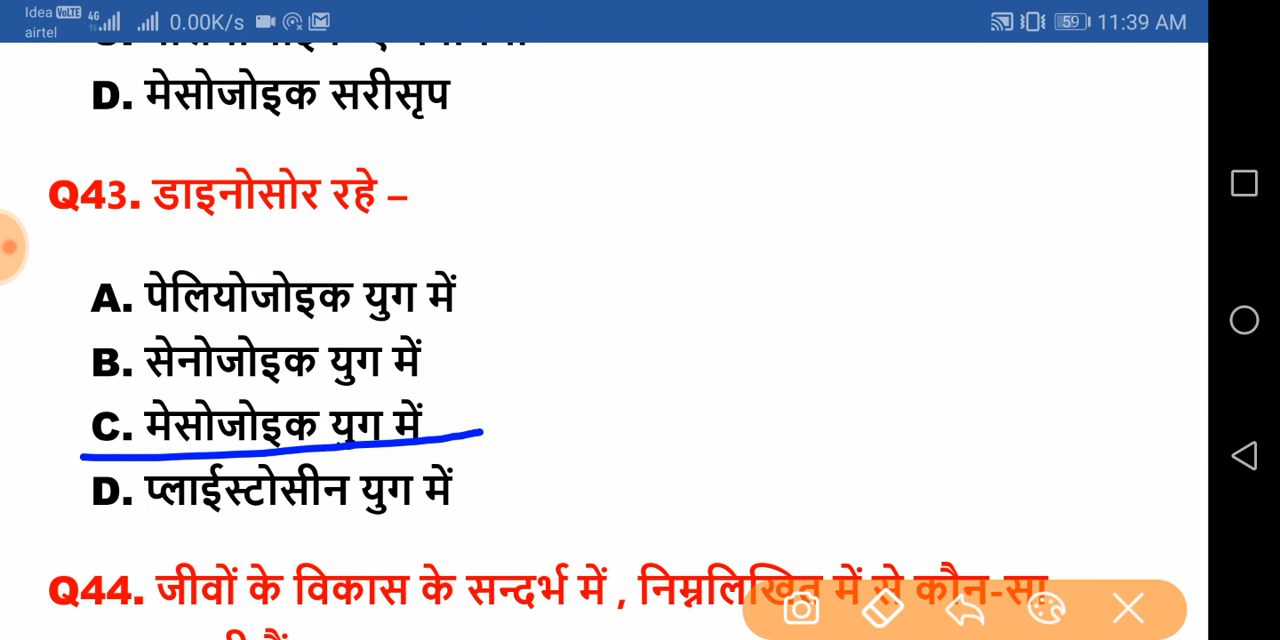 Idea VoLTE 4G 0.00K/s 59 11:39 AM
airtel
D. मेसोजोइक सरीसृप
Q43. डाइनोसोर रहे –
A. पेलियोजोइक युग में
B. सेनोजोइक युग में
C. मेसोजोइक युग में
D. प्लाईस्टोसीन युग में
Q44. जीवों के विकास के सन्दर्भ में , निम्नलिखित में से कौन-सा